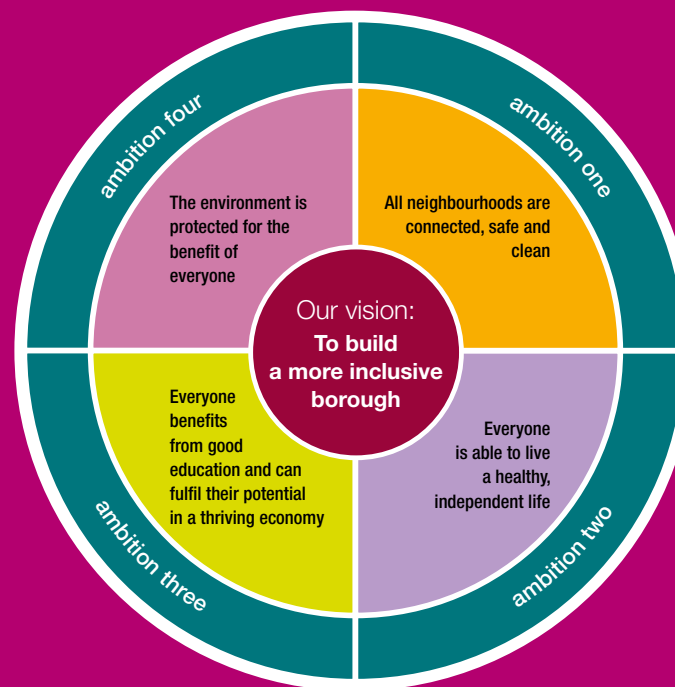 ambition four
ambition one
The environment is
protected for the
benefit of
everyone
All neighbourhoods are
connected, safe and
clean
Our vision:
To build
a more inclusive
borough
Everyone
benefits
from good
education and can
fulfil their potential
in a thriving economy
Everyone
is able to live
a healthy,
independent life
ambition three
ambition two